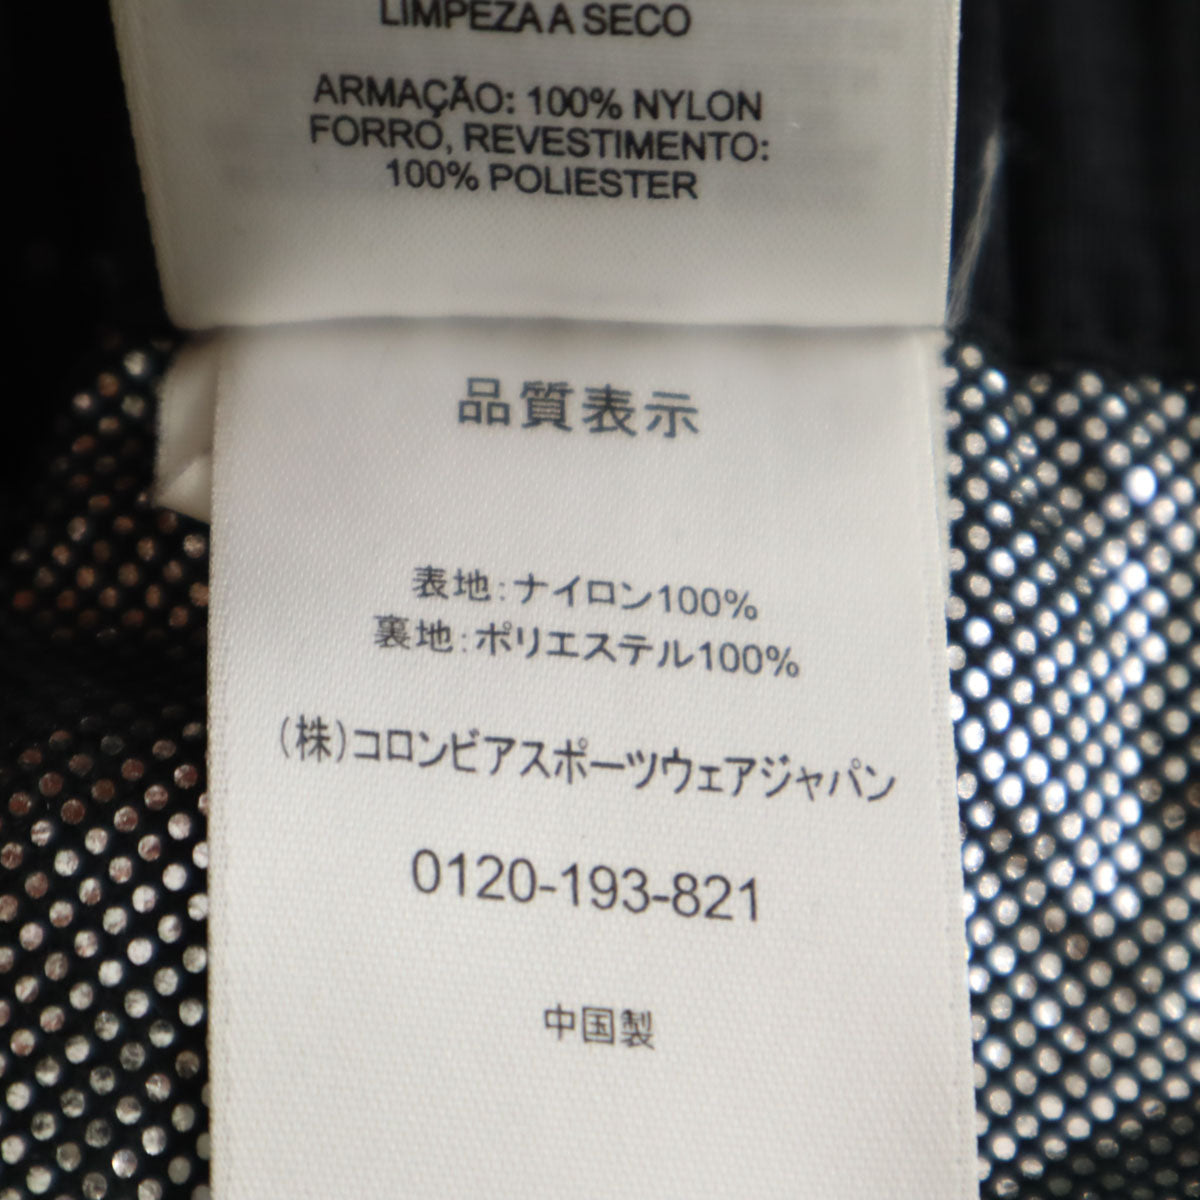 LIMPEZA A SECO
ARMAÇÃO: 100% NYLON
FORRO, REVESTIMENTO:
100% POLIESTER
品質表示
表地:ナイロン100%
裏地:ポリエステル100%
(株)コロンビアスポーツウェアジャパン
0120-193-821
中国製